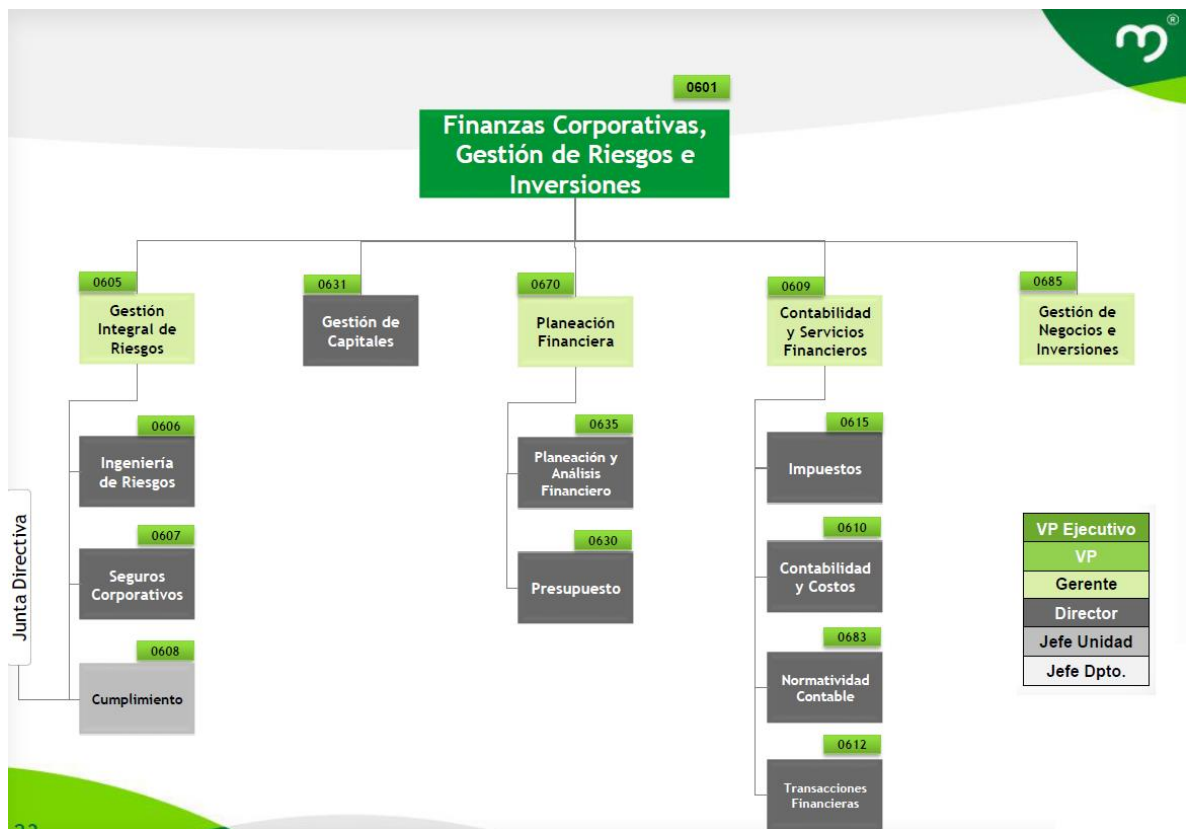 0601
Finanzas Corporativas,
Gestión de Riesgos e
Inversiones
0605
Gestión
Integral de
Riesgos
0631
Gestión de
Capitales
0670
Planeación
Financiera
0609
Contabilidad
y Servicios
Financieros
0685
Gestión de
Negocios e
Inversiones
0606
Ingeniería
de Riesgos
0607
Seguros
Corporativos
0608
Cumplimiento
Junta Directiva
0635
Planeación y
Análisis
Financiero
0630
Presupuesto
0615
Impuestos
0610
Contabilidad
y Costos
0683
Normatividad
Contable
0612
Transacciones
Financieras
VP Ejecutivo
VP
Gerente
Director
Jefe Unidad
Jefe Dpto.